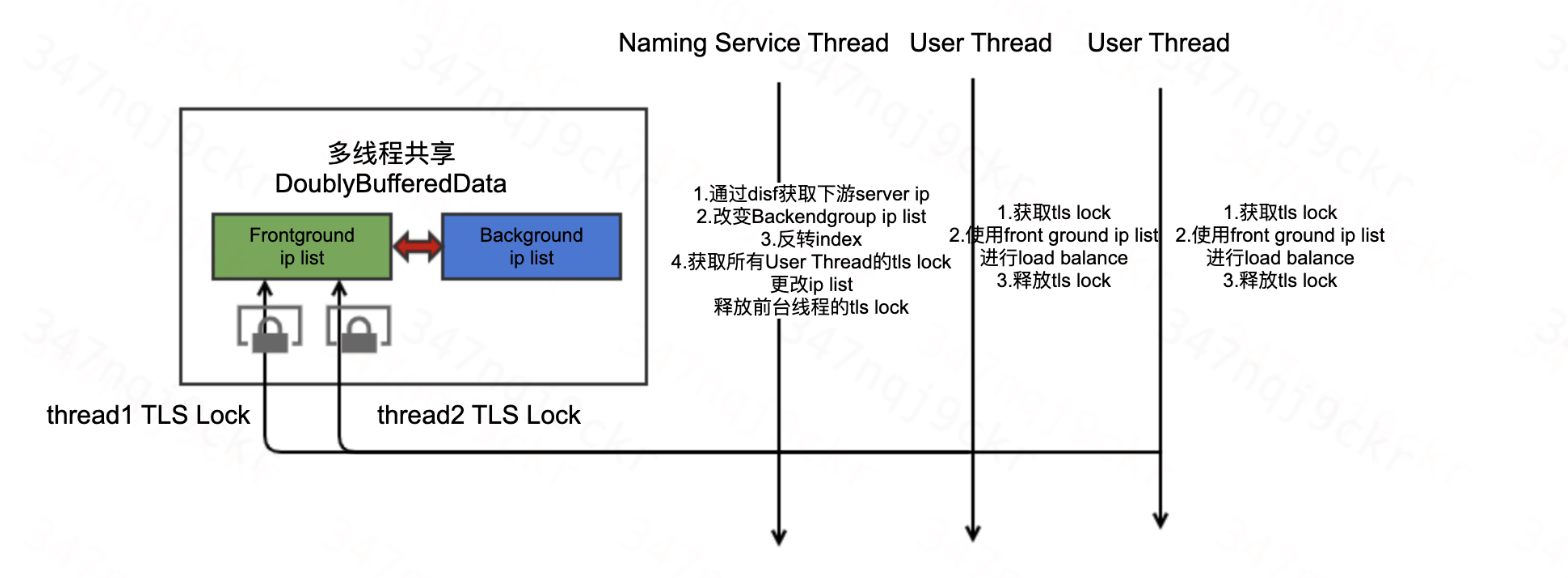 Naming Service Thread
User Thread
User Thread
多线程共享
DoublyBufferedData
Frontground
ip list
Background
ip list
thread1 TLS Lock
thread2 TLS Lock
1.通过disf获取下游server ip
2.改变Backendgroup ip list
3.反转index
4.获取所有User Thread的tls lock
更改ip list
释放前台线程的tls lock
1.获取tls lock
2.使用front ground ip list
进行load balance
3.释放tls lock
1.获取tls lock
2.使用front ground ip list
进行load balance
3.释放tls lock
347nqj9ckr